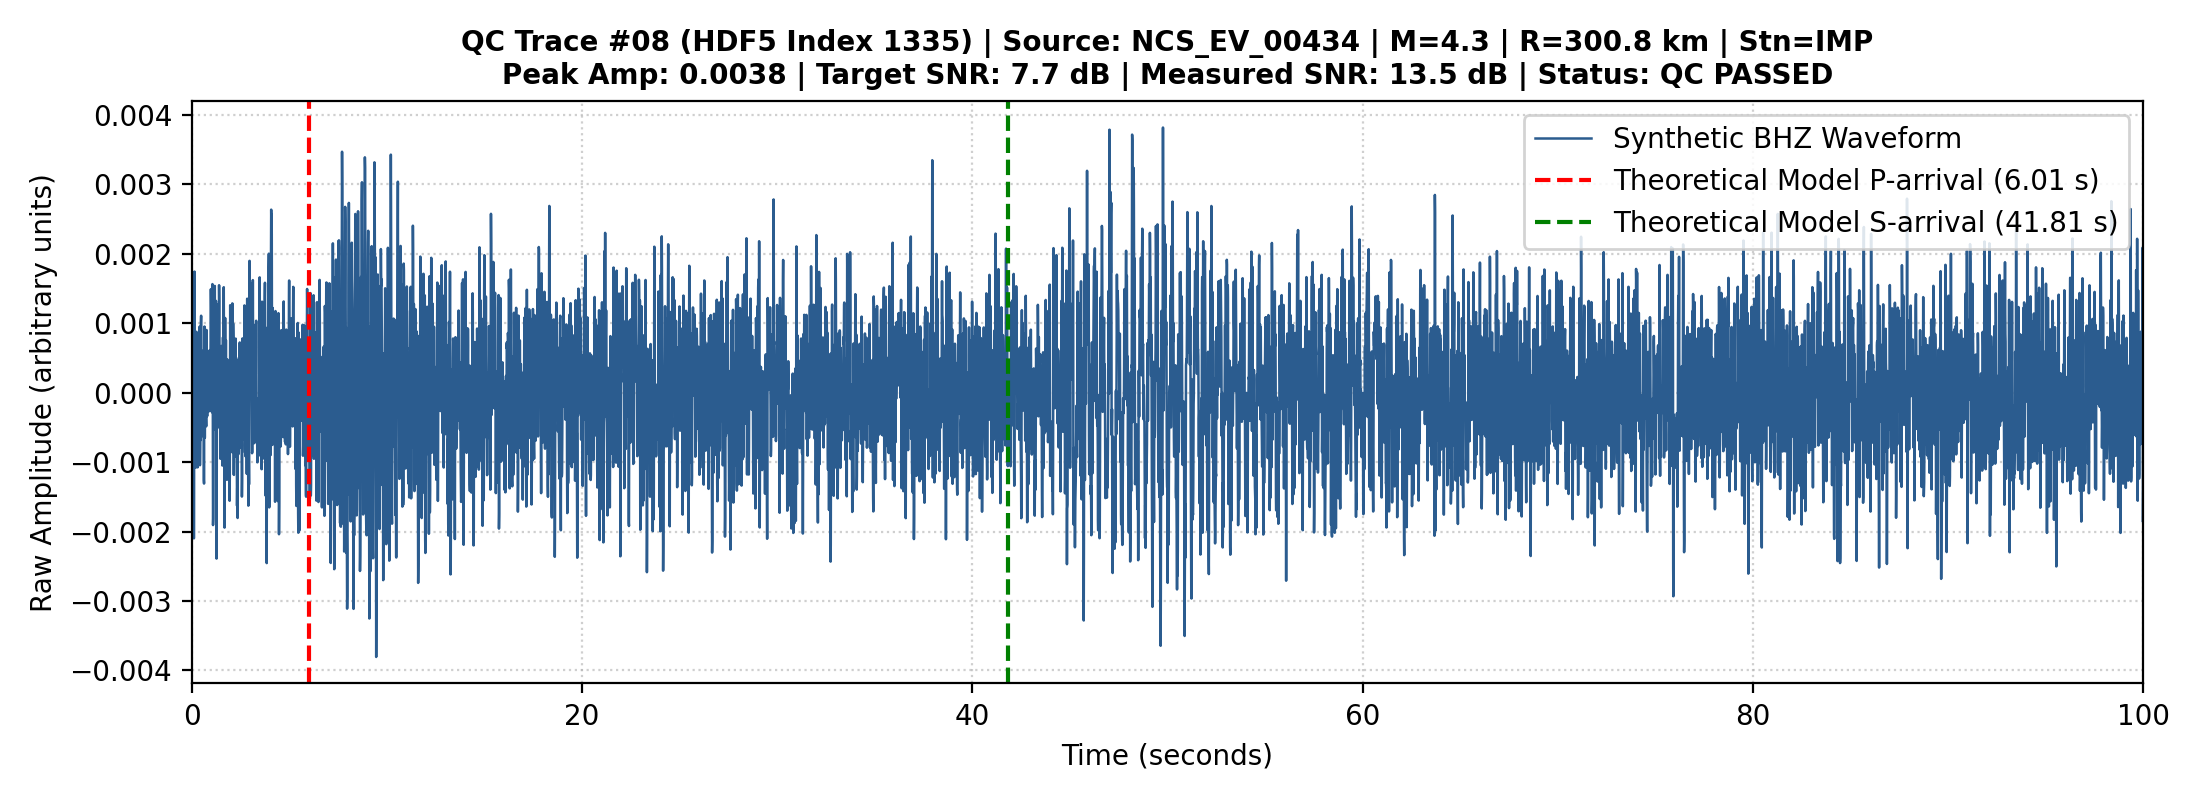 QC Trace #08 (HDF5 Index 1335) | Source: NCS_EV_00434 | M=4.3 | R=300.8 km | Stn=IMP
Peak Amp: 0.0038 | Target SNR: 7.7 dB | Measured SNR: 13.5 dB | Status: QC PASSED
Raw Amplitude (arbitrary units)
0.004
0.003
0.002
0.001
0.000
−0.001
−0.002
−0.003
−0.004
Synthetic BHZ Waveform
Theoretical Model P-arrival (6.01 s)
Theoretical Model S-arrival (41.81 s)
0 20 40 60 80 100
Time (seconds)